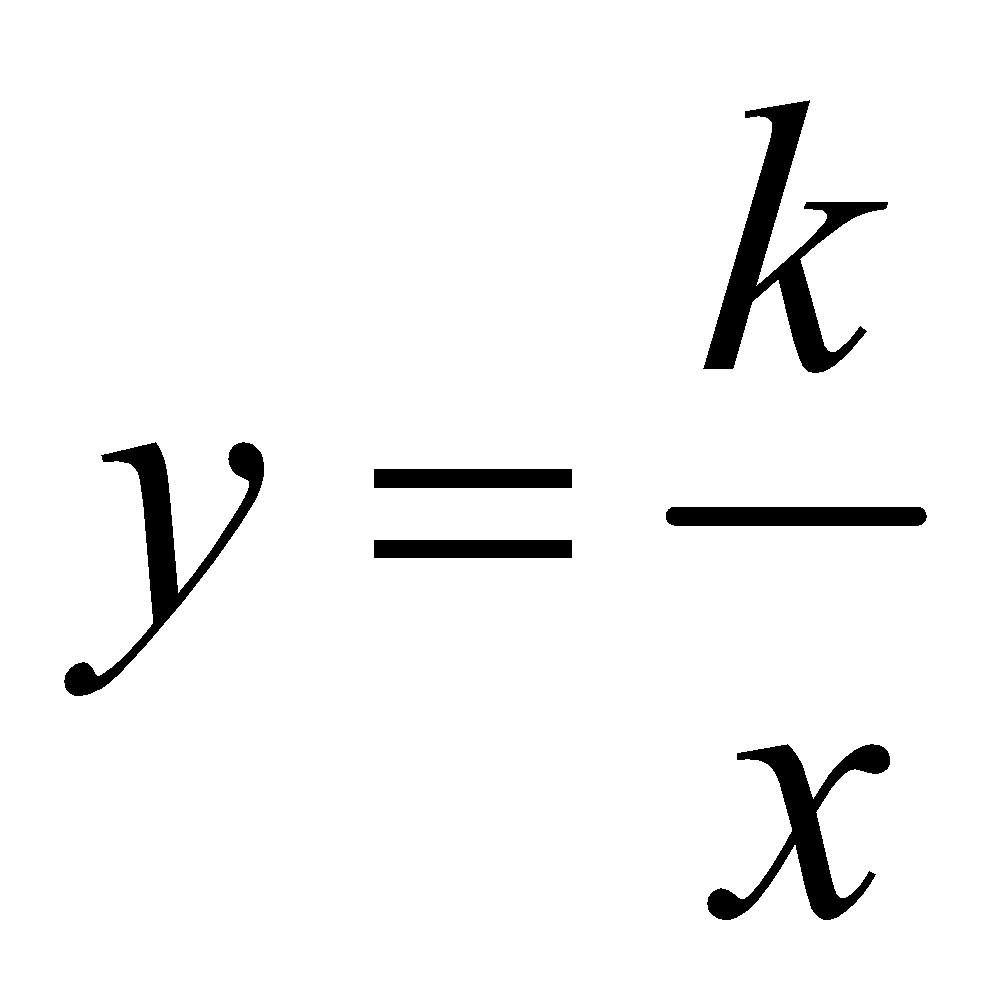 y = k/x